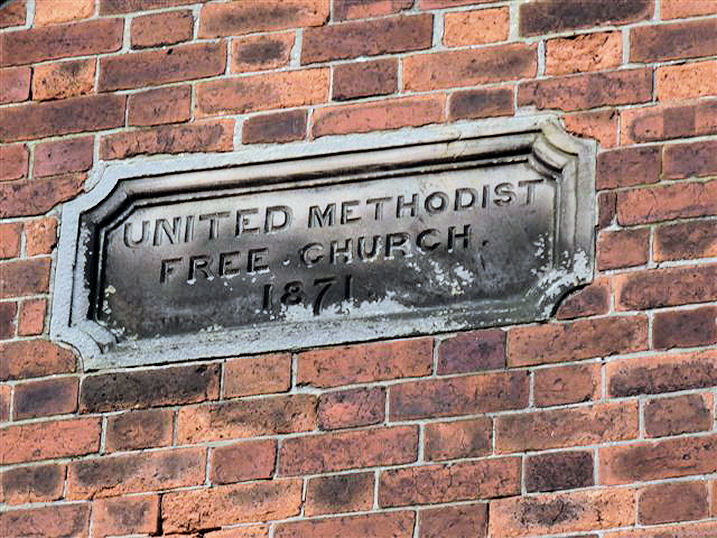 UNITED METHODIST
FREE CHURCH.
1871.